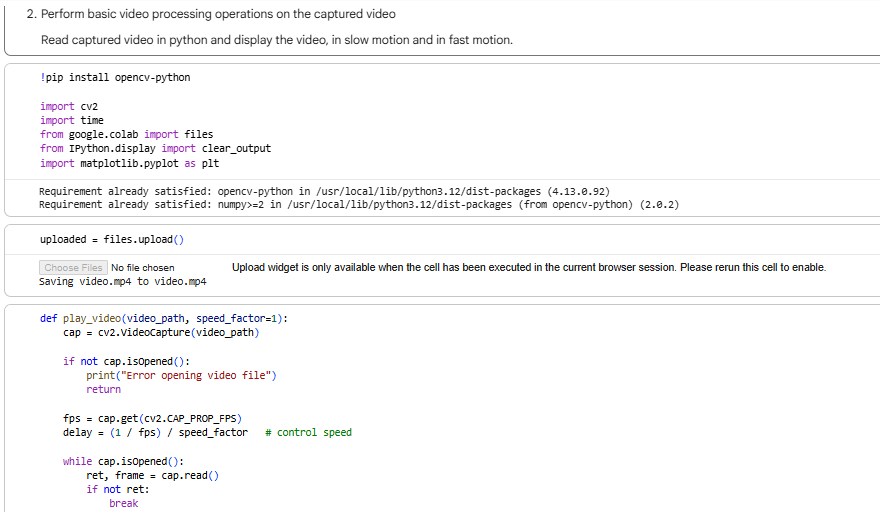 2. Perform basic video processing operations on the captured video
Read captured video in python and display the video, in slow motion and in fast motion.
!pip install opencv-python
import cv2
import time
from google.colab import files
from IPython.display import clear_output
import matplotlib.pyplot as plt
Requirement already satisfied: opencv-python in /usr/local/lib/python3.12/dist-packages (4.13.0.92)
Requirement already satisfied: numpy>=2 in /usr/local/lib/python3.12/dist-packages (from opencv-python) (2.0.2)
uploaded = files.upload()
Choose Files No file chosen Upload widget is only available when the cell has been executed in the current browser session. Please rerun this cell to enable.
Saving video.mp4 to video.mp4
def play_video(video_path, speed_factor=1):
    cap = cv2.VideoCapture(video_path)
    if not cap.isOpened():
        print("Error opening video file")
        return
    fps = cap.get(cv2.CAP_PROP_FPS)
    delay = (1 / fps) / speed_factor   # control speed
    while cap.isOpened():
        ret, frame = cap.read()
        if not ret:
            break